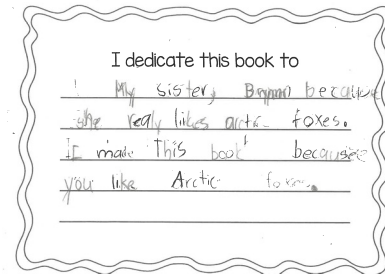 I dedicate this book to
My sister, because
she realy likes arctic foxes.
I made this book because
you like Arctic foxes.